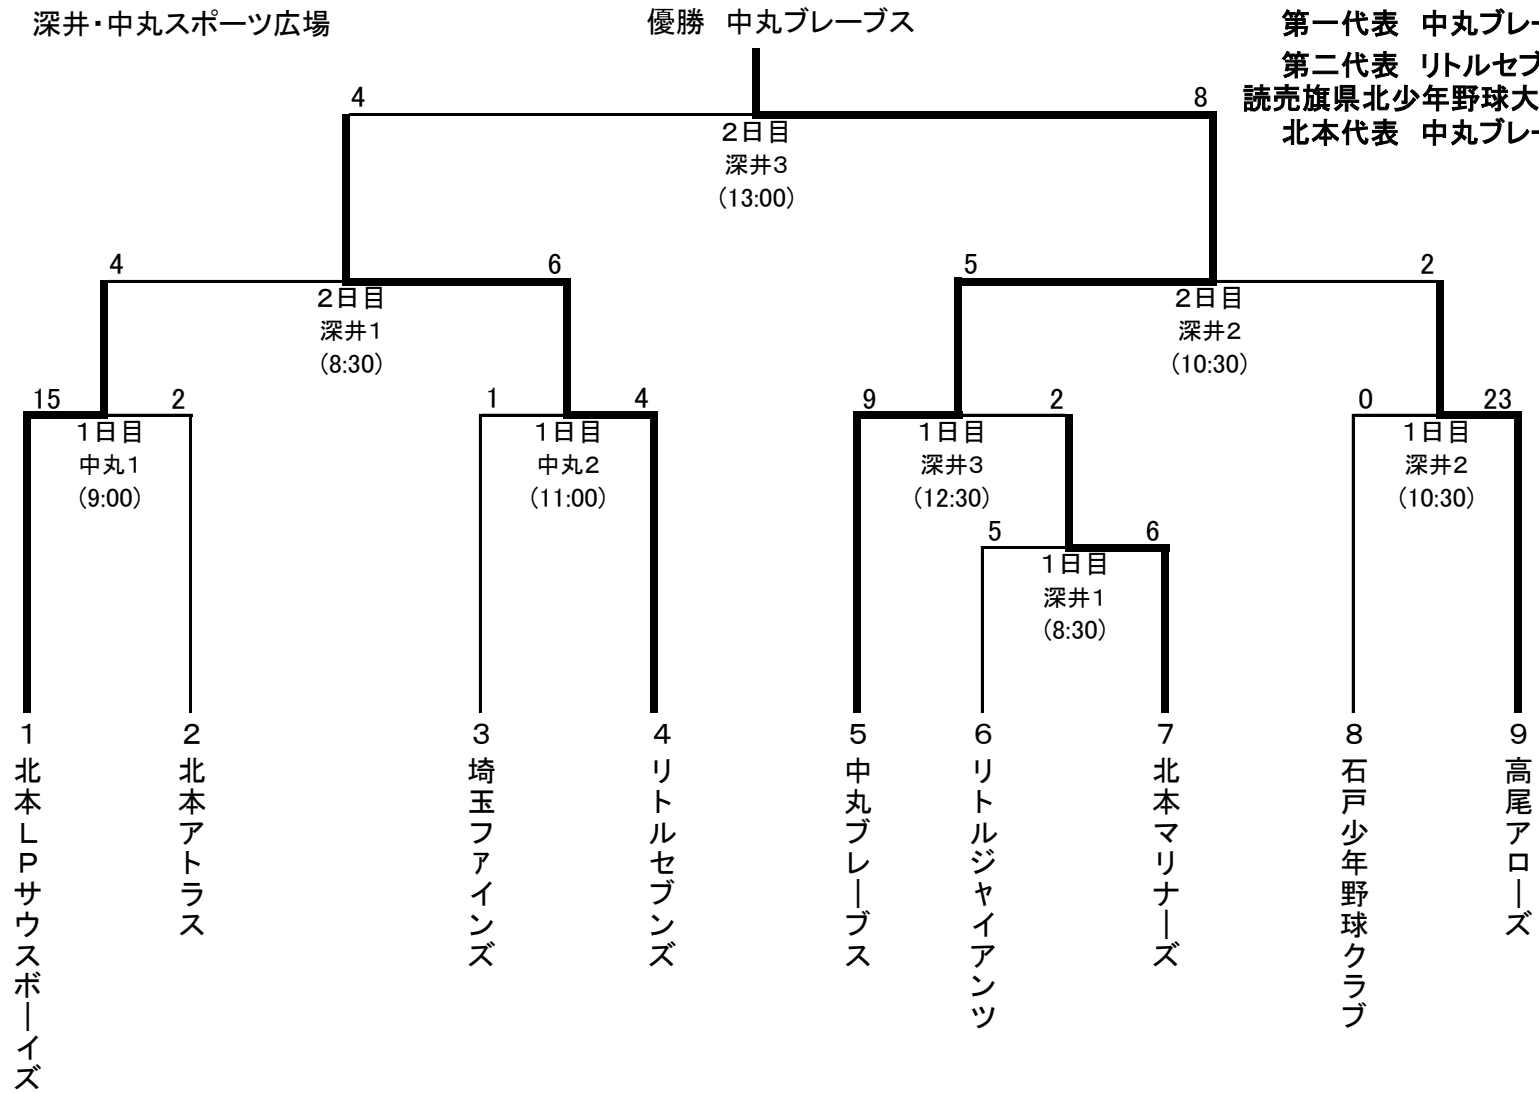 深井・中丸スポーツ広場
優勝　中丸ブレーブス
第一代表　中丸ブレー
第二代表　リトルセブ
読売旗県北少年野球大
北本代表　中丸ブレー
4
8
2日目
深井3
(13:00)
4
6
2日目
深井1
(8:30)
5
2
2日目
深井2
(10:30)
15
2
1日目
中丸1
(9:00)
1
4
1日目
中丸2
(11:00)
9
2
1日目
深井3
(12:30)
0
23
1日目
深井2
(10:30)
5
6
1日目
深井1
(8:30)
1
北本LPサウスボーイズ
2
北本アトラス
3
埼玉ファインズ
4
リトルセブンズ
5
中丸ブレーブス
6
リトルジャイアンツ
7
北本マリナーズ
8
石戸少年野球クラブ
9
高尾アローズ